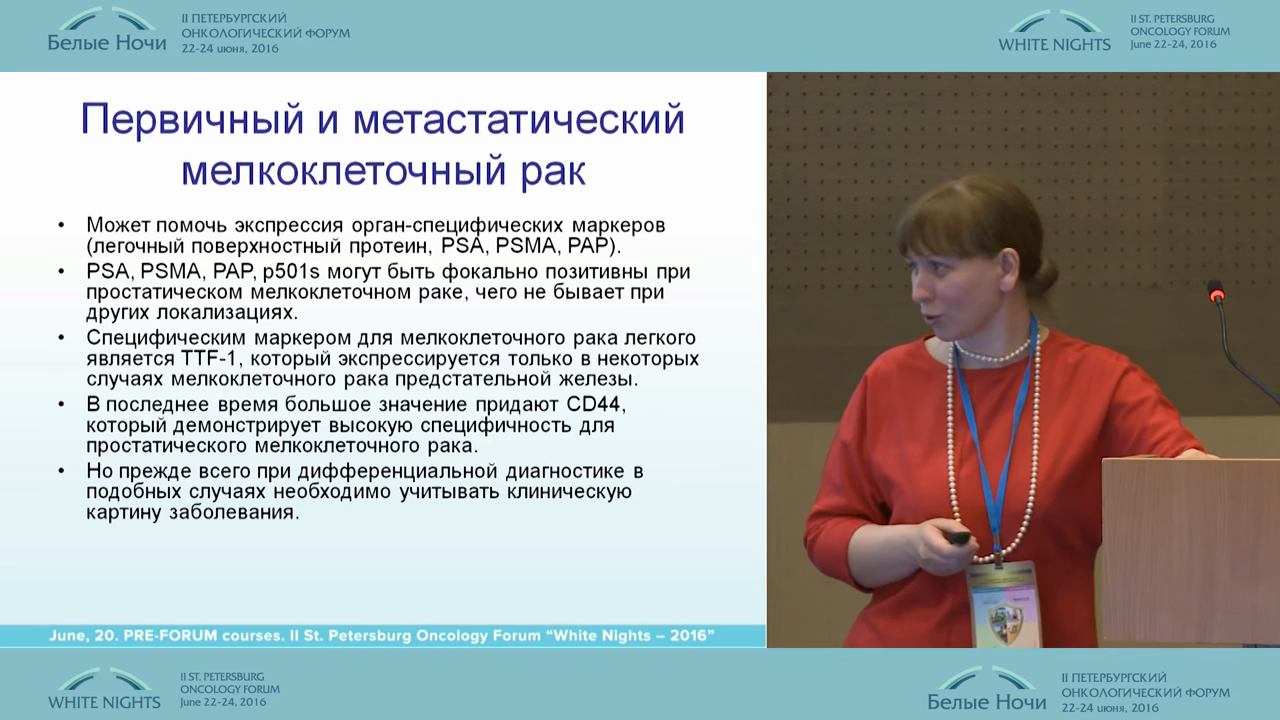 Белые Ночи
II ПЕТЕРБУРГСКИЙ
ОНКОЛОГИЧЕСКИЙ ФОРУМ
22-24 июня, 2016
WHITE NIGHTS
II ST. PETERSBURG
ONCOLOGY FORUM
June 22-24, 2016
Первичный и метастатический
мелкоклеточный рак
• Может помочь экспрессия орган-специфических маркеров
(легочный поверхностный протеин, PSA, PSMA, PAP).
• PSA, PSMA, PAP, p501s могут быть фокально позитивны при
простатическом мелкоклеточном раке, чего не бывает при
других локализациях.
• Специфическим маркером для мелкоклеточного рака легкого
является TTF-1, который экспрессируется только в некоторых
случаях мелкоклеточного рака предстательной железы.
• В последнее время большое значение придают CD44,
который демонстрирует высокую специфичность для
простатического мелкоклеточного рака.
• Но прежде всего при дифференциальной диагностике в
подобных случаях необходимо учитывать клиническую
картину заболевания.
June, 20. PRE-FORUM courses. II St. Petersburg Oncology Forum “White Nights – 2016”
WHITE NIGHTS
II ST. PETERSBURG
ONCOLOGY FORUM
June 22-24, 2016
Белые Ночи
II ПЕТЕРБУРГСКИЙ
ОНКОЛОГИЧЕСКИЙ ФОРУМ
22-24 июня, 2016